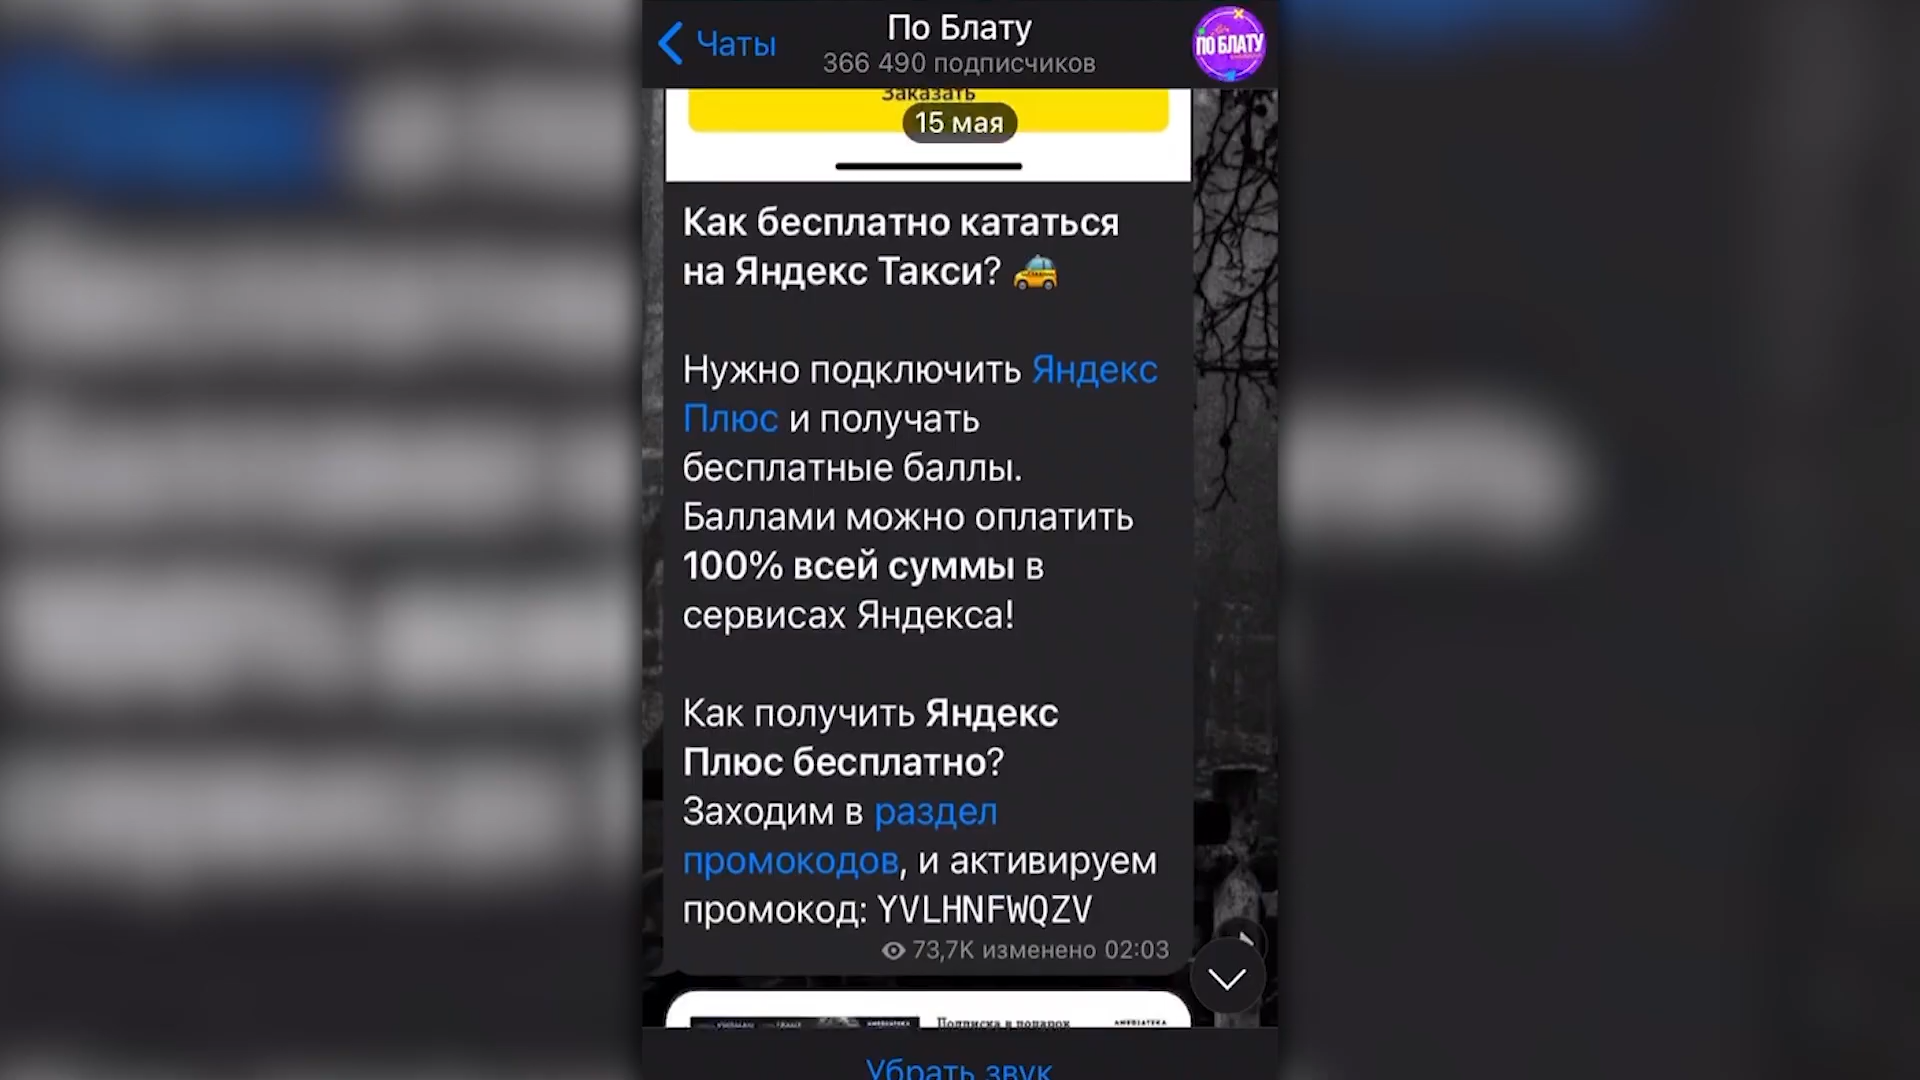 Чаты
По Блату
366 490 подписчиков
ПО БЛАТУ
Заказать
15 мая
Как бесплатно кататься
на Яндекс Такси? 🚕
Нужно подключить Яндекс
Плюс и получать
бесплатные баллы.
Баллами можно оплатить
100% всей суммы в
сервисах Яндекса!
Как получить Яндекс
Плюс бесплатно?
Заходим в раздел
промокодов, и активируем
промокод: YVLHNFWQZV
73,7K изменено 02:03
Подписка в подарок
АМЕДИАТЕКА
Убрать звук